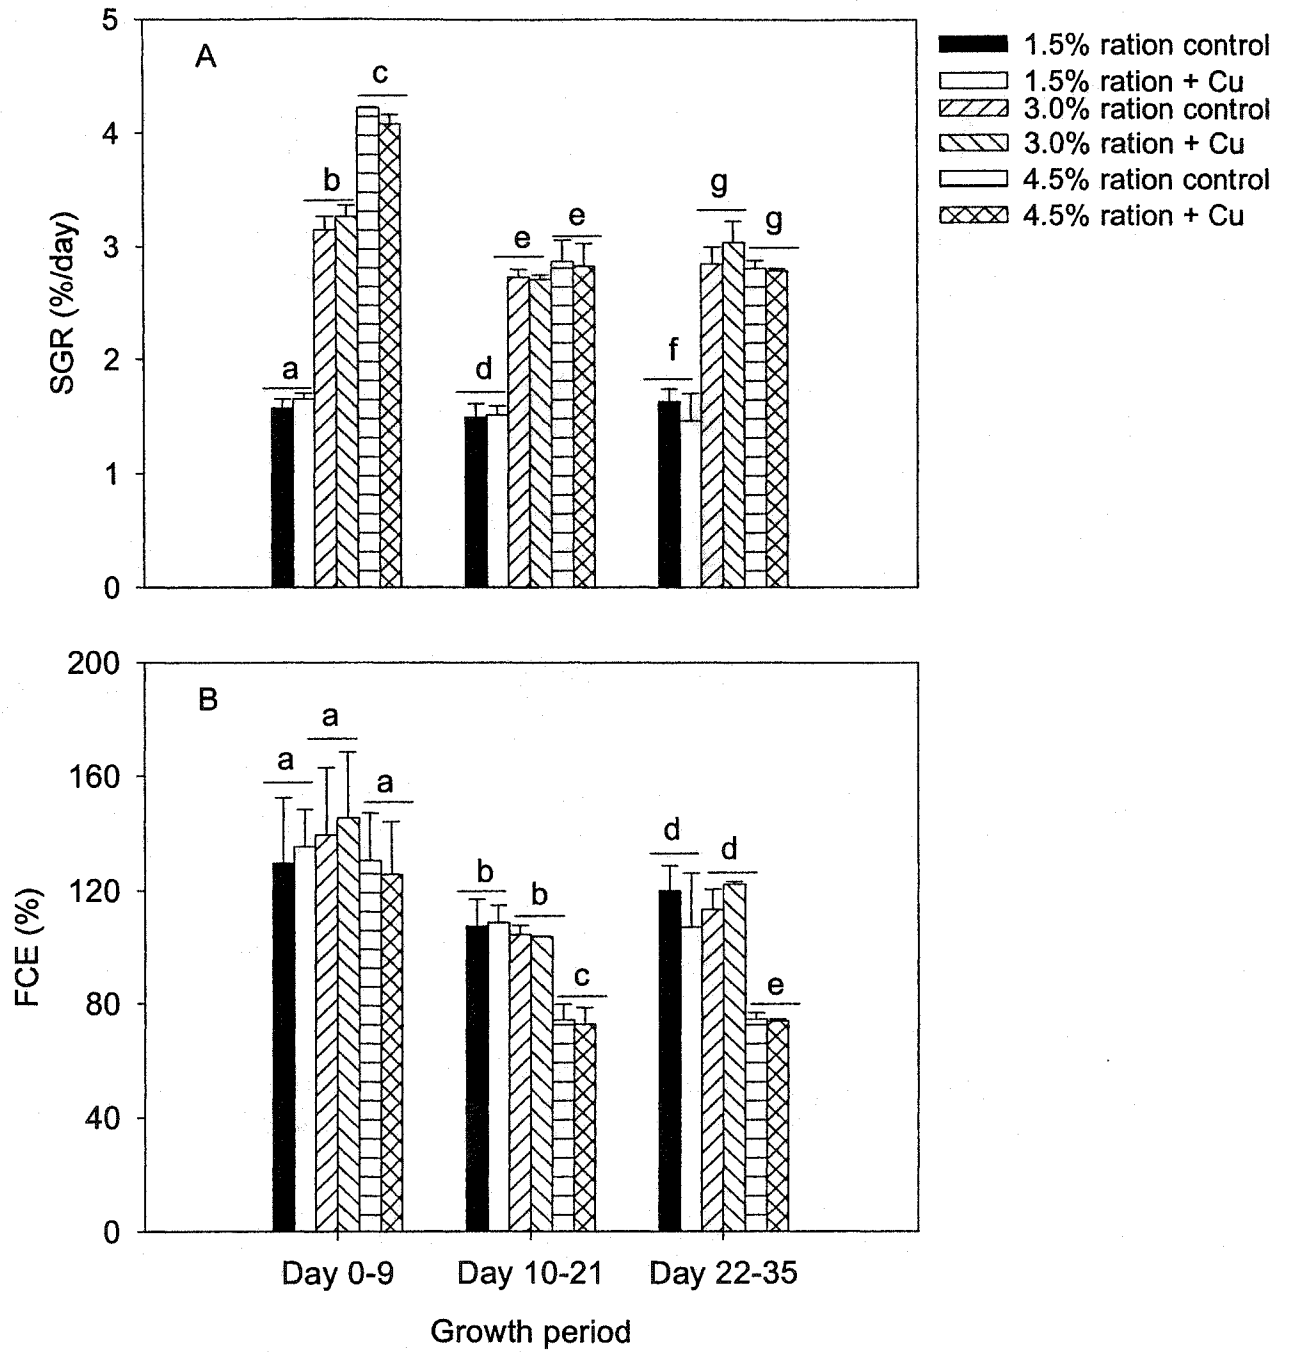 A
5
4
3
2
1
0
SGR (%/day)
a
b
c
d
e
e
f
g
g
1.5% ration control
1.5% ration + Cu
3.0% ration control
3.0% ration + Cu
4.5% ration control
4.5% ration + Cu
B
200
160
120
80
40
0
FCE (%)
a
a
a
b
b
c
d
d
e
Day 0-9 Day 10-21 Day 22-35
Growth period